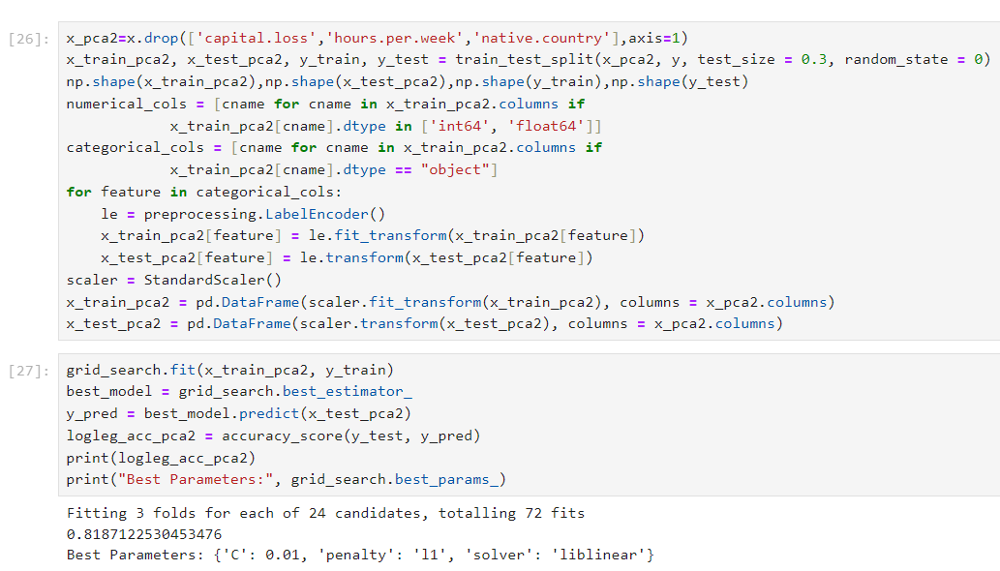 [26]: x_pca2=x.drop(['capital.loss','hours.per.week','native.country'],axis=1)
x_train_pca2, x_test_pca2, y_train, y_test = train_test_split(x_pca2, y, test_size = 0.3, random_state = 0)
np.shape(x_train_pca2),np.shape(x_test_pca2),np.shape(y_train),np.shape(y_test)
numerical_cols = [cname for cname in x_train_pca2.columns if
            x_train_pca2[cname].dtype in ['int64', 'float64']]
categorical_cols = [cname for cname in x_train_pca2.columns if
            x_train_pca2[cname].dtype == "object"]
for feature in categorical_cols:
    le = preprocessing.LabelEncoder()
    x_train_pca2[feature] = le.fit_transform(x_train_pca2[feature])
    x_test_pca2[feature] = le.transform(x_test_pca2[feature])
scaler = StandardScaler()
x_train_pca2 = pd.DataFrame(scaler.fit_transform(x_train_pca2), columns = x_pca2.columns)
x_test_pca2 = pd.DataFrame(scaler.transform(x_test_pca2), columns = x_pca2.columns)
[27]: grid_search.fit(x_train_pca2, y_train)
best_model = grid_search.best_estimator_
y_pred = best_model.predict(x_test_pca2)
logleg_acc_pca2 = accuracy_score(y_test, y_pred)
print(logleg_acc_pca2)
print("Best Parameters:", grid_search.best_params_)
Fitting 3 folds for each of 24 candidates, totalling 72 fits
0.8187122530453476
Best Parameters: {'C': 0.01, 'penalty': 'l1', 'solver': 'liblinear'}